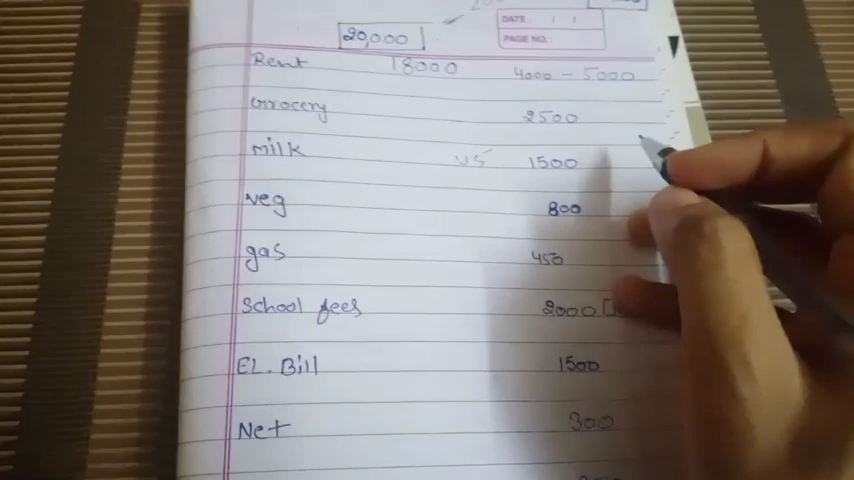 DATE: / /
20,000
PAGE NO.:
Rent 18000 4000 - 5000
Grocery 2500
milk 45 1500
veg 800
gas 450
School fees 2000
EL. Bill 1500
Net 300